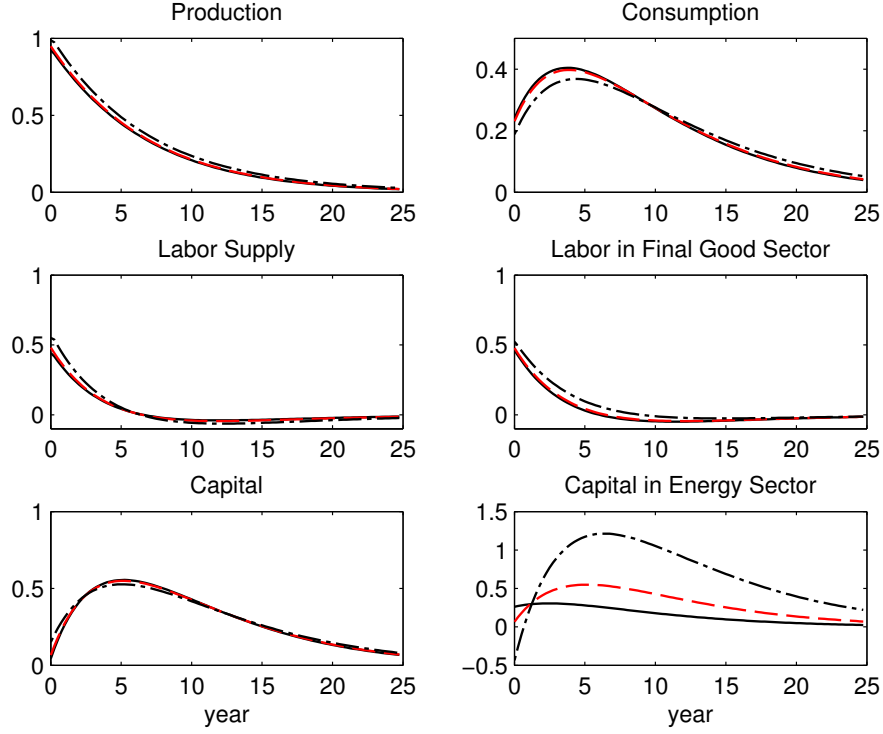 Production
1
0.5
0
0 5 10 15 20 25
Consumption
0.4
0.2
0
0 5 10 15 20 25
Labor Supply
1
0.5
0
0 5 10 15 20 25
Labor in Final Good Sector
1
0.5
0
0 5 10 15 20 25
Capital
1
0.5
0
0 5 10 15 20 25
year
Capital in Energy Sector
1.5
1
0.5
0
−0.5
0 5 10 15 20 25
year